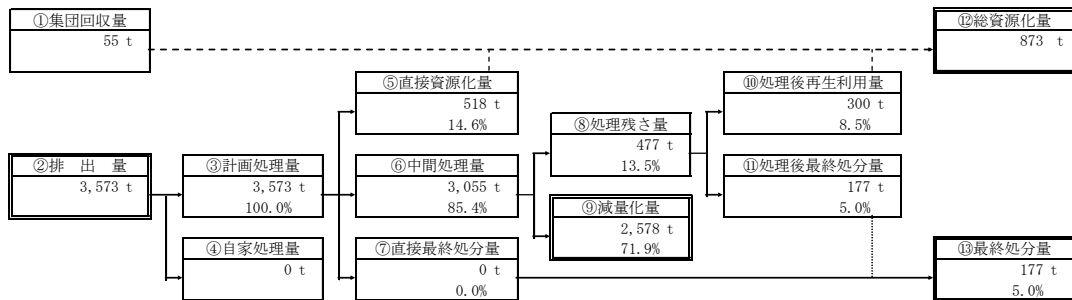 ①集団回収量
55 t
⑫総資源化量
873 t
⑤直接資源化量
518 t
14.6%
⑩処理後再生利用量
300 t
8.5%
⑧処理残さ量
477 t
13.5%
②排 出 量
3,573 t
③計画処理量
3,573 t
100.0%
⑥中間処理量
3,055 t
85.4%
⑪処理後最終処分量
177 t
5.0%
⑨減量化量
2,578 t
71.9%
④自家処理量
0 t
⑦直接最終処分量
0 t
0.0%
⑬最終処分量
177 t
5.0%